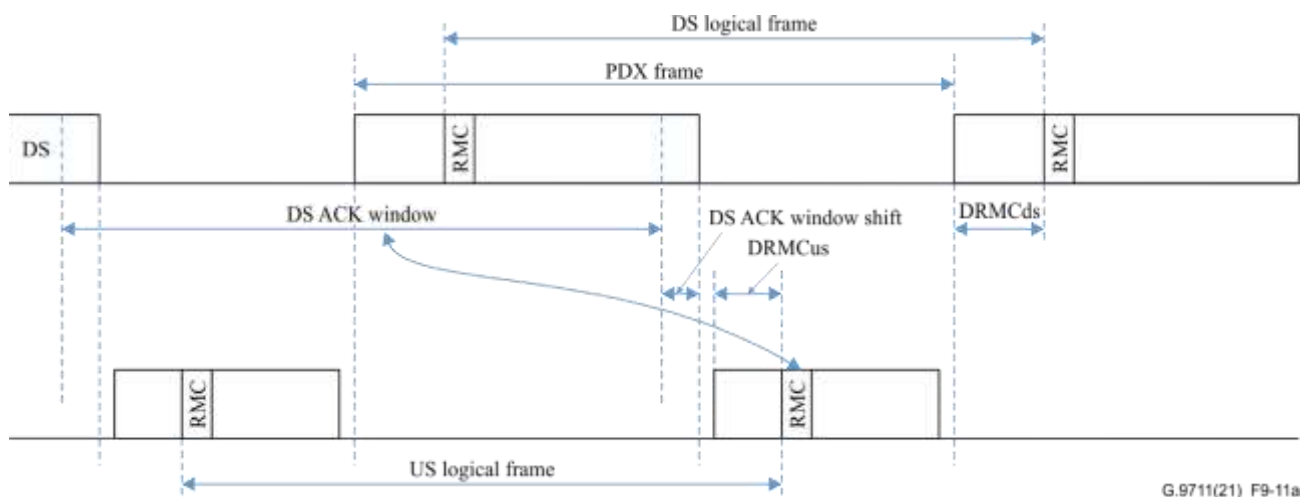 DS logical frame
PDX frame
DS
RMC
RMC
DS ACK window
DS ACK window shift
DRMCus
DRMCds
RMC
RMC
US logical frame
G.9711(21)_F9-11a